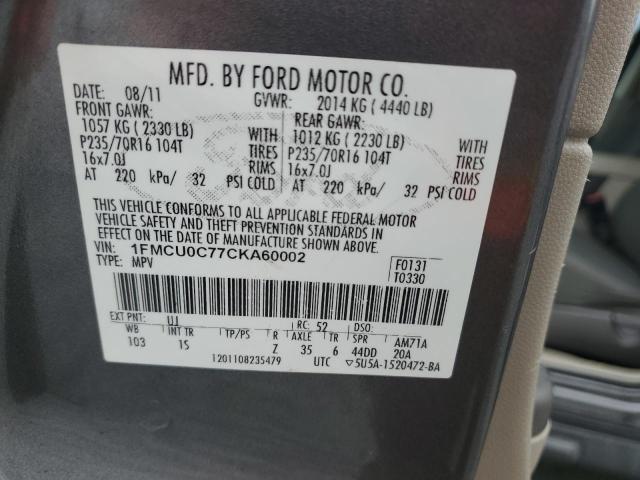 MFD. BY FORD MOTOR CO.
DATE: 08/11 GVWR: 2014 KG ( 4440 LB)
FRONT GAWR: REAR GAWR:
1057 KG ( 2330 LB) WITH 1012 KG ( 2230 LB) WITH
P235/70R16 104T TIRES P235/70R16 104T TIRES
16x7.0J RIMS 16x7.0J RIMS
AT 220 kPa/ 32 PSI COLD AT 220 kPa/ 32 PSI COLD
THIS VEHICLE CONFORMS TO ALL APPLICABLE FEDERAL MOTOR
VEHICLE SAFETY AND THEFT PREVENTION STANDARDS IN
EFFECT ON THE DATE OF MANUFACTURE SHOWN ABOVE.
VIN: 1FMCU0C77CKA60002 F0131
TYPE: MPV T0330
EXT PNT: UJ RC: 52 DSO:
WB INT TR TP/PS R AXLE TR SPR AM71A
103 1S Z 35 6 44DD 20A
1201108235479 UTC ▽5U5A-1520472-BA